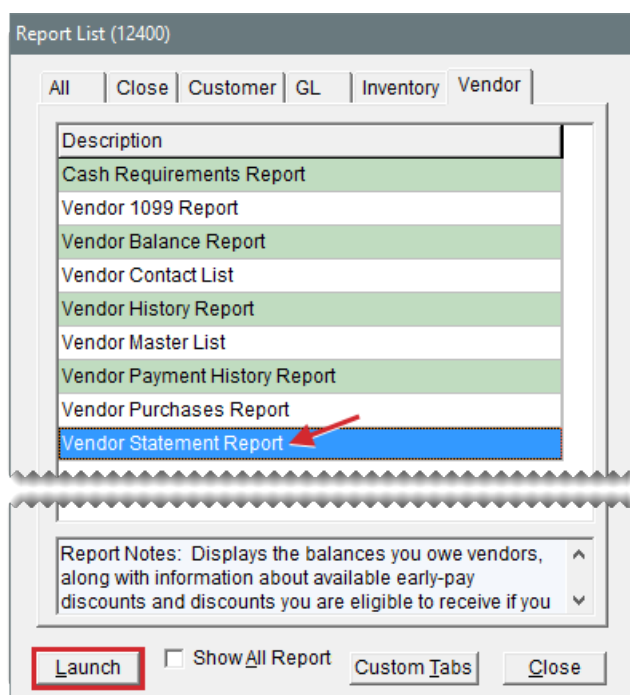 Report List (12400)
All Close Customer GL Inventory Vendor
Description
Cash Requirements Report
Vendor 1099 Report
Vendor Balance Report
Vendor Contact List
Vendor History Report
Vendor Master List
Vendor Payment History Report
Vendor Purchases Report
Vendor Statement Report
Report Notes: Displays the balances you owe vendors,
along with information about available early-pay
discounts and discounts you are eligible to receive if you
Launch Show All Report Custom Tabs Close